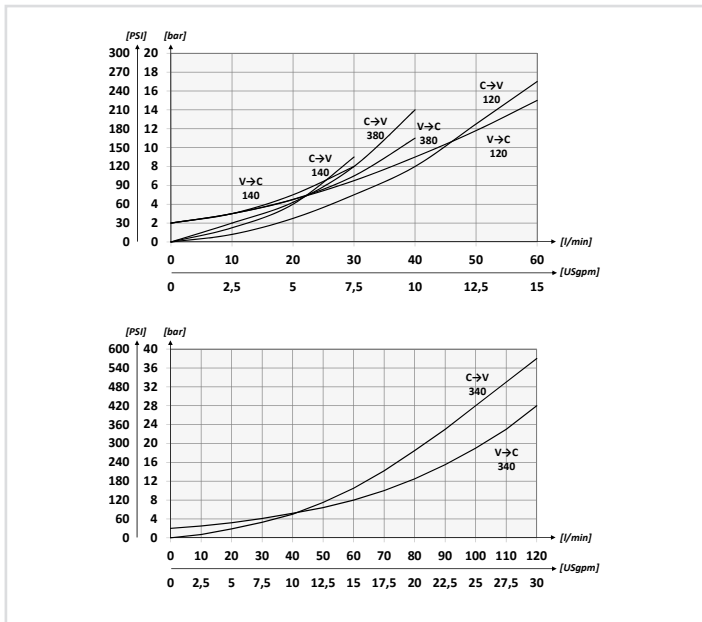 [PSI] [bar]
300 20
270 18
240 16
210 14
180 12
150 10
120 8
90 6
60 4
30 2
0 0
C→V
120
C→V
380
V→C
380
V→C
120
C→V
140
V→C
140
0 10 20 30 40 50 60 [l/min]
0 2,5 5 7,5 10 12,5 15 [USgpm]
[PSI] [bar]
600 40
540 36
480 32
420 28
360 24
300 20
240 16
180 12
120 8
60 4
0 0
C→V
340
V→C
340
0 10 20 30 40 50 60 70 80 90 100 110 120 [l/min]
0 2,5 5 7,5 10 12,5 15 17,5 20 22,5 25 27,5 30 [USgpm]